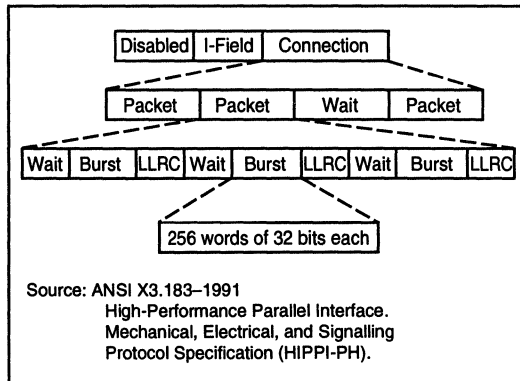 Disabled I-Field Connection
Packet Packet Wait Packet
Wait Burst LLRC Wait Burst LLRC Wait Burst LLRC
256 words of 32 bits each
Source: ANSI X3.183–1991
High-Performance Parallel Interface.
Mechanical, Electrical, and Signalling
Protocol Specification (HIPPI-PH).